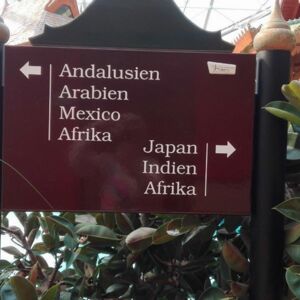 Andalusien
Arabien
Mexico
Afrika
Japan
Indien
Afrika